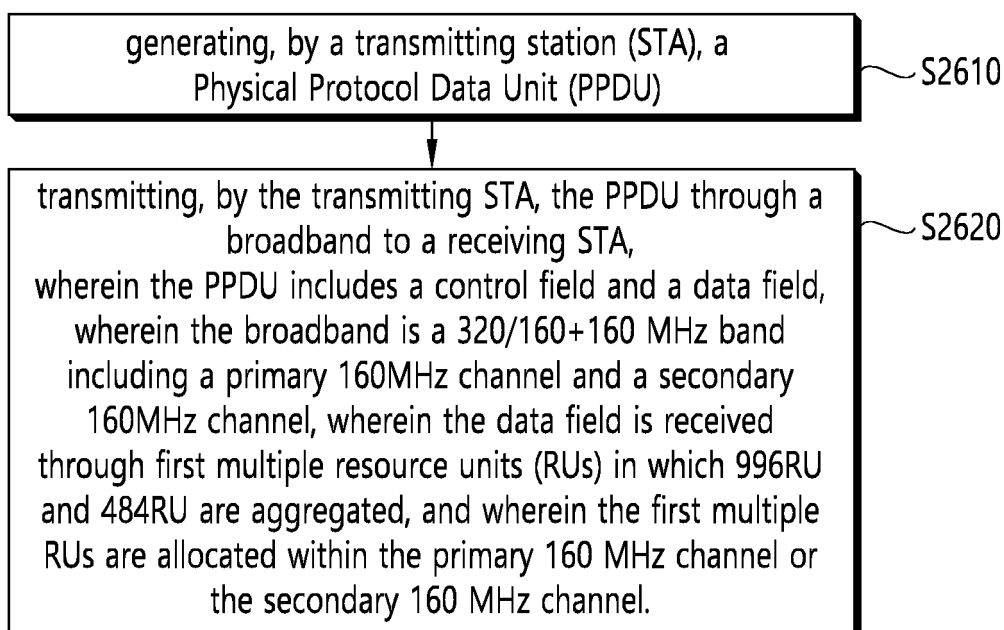 generating, by a transmitting station (STA), a
Physical Protocol Data Unit (PPDU)
S2610
transmitting, by the transmitting STA, the PPDU through a
broadband to a receiving STA,
wherein the PPDU includes a control field and a data field,
wherein the broadband is a 320/160+160 MHz band
including a primary 160MHz channel and a secondary
160MHz channel, wherein the data field is received
through first multiple resource units (RUs) in which 996RU
and 484RU are aggregated, and wherein the first multiple
RUs are allocated within the primary 160 MHz channel or
the secondary 160 MHz channel.
S2620